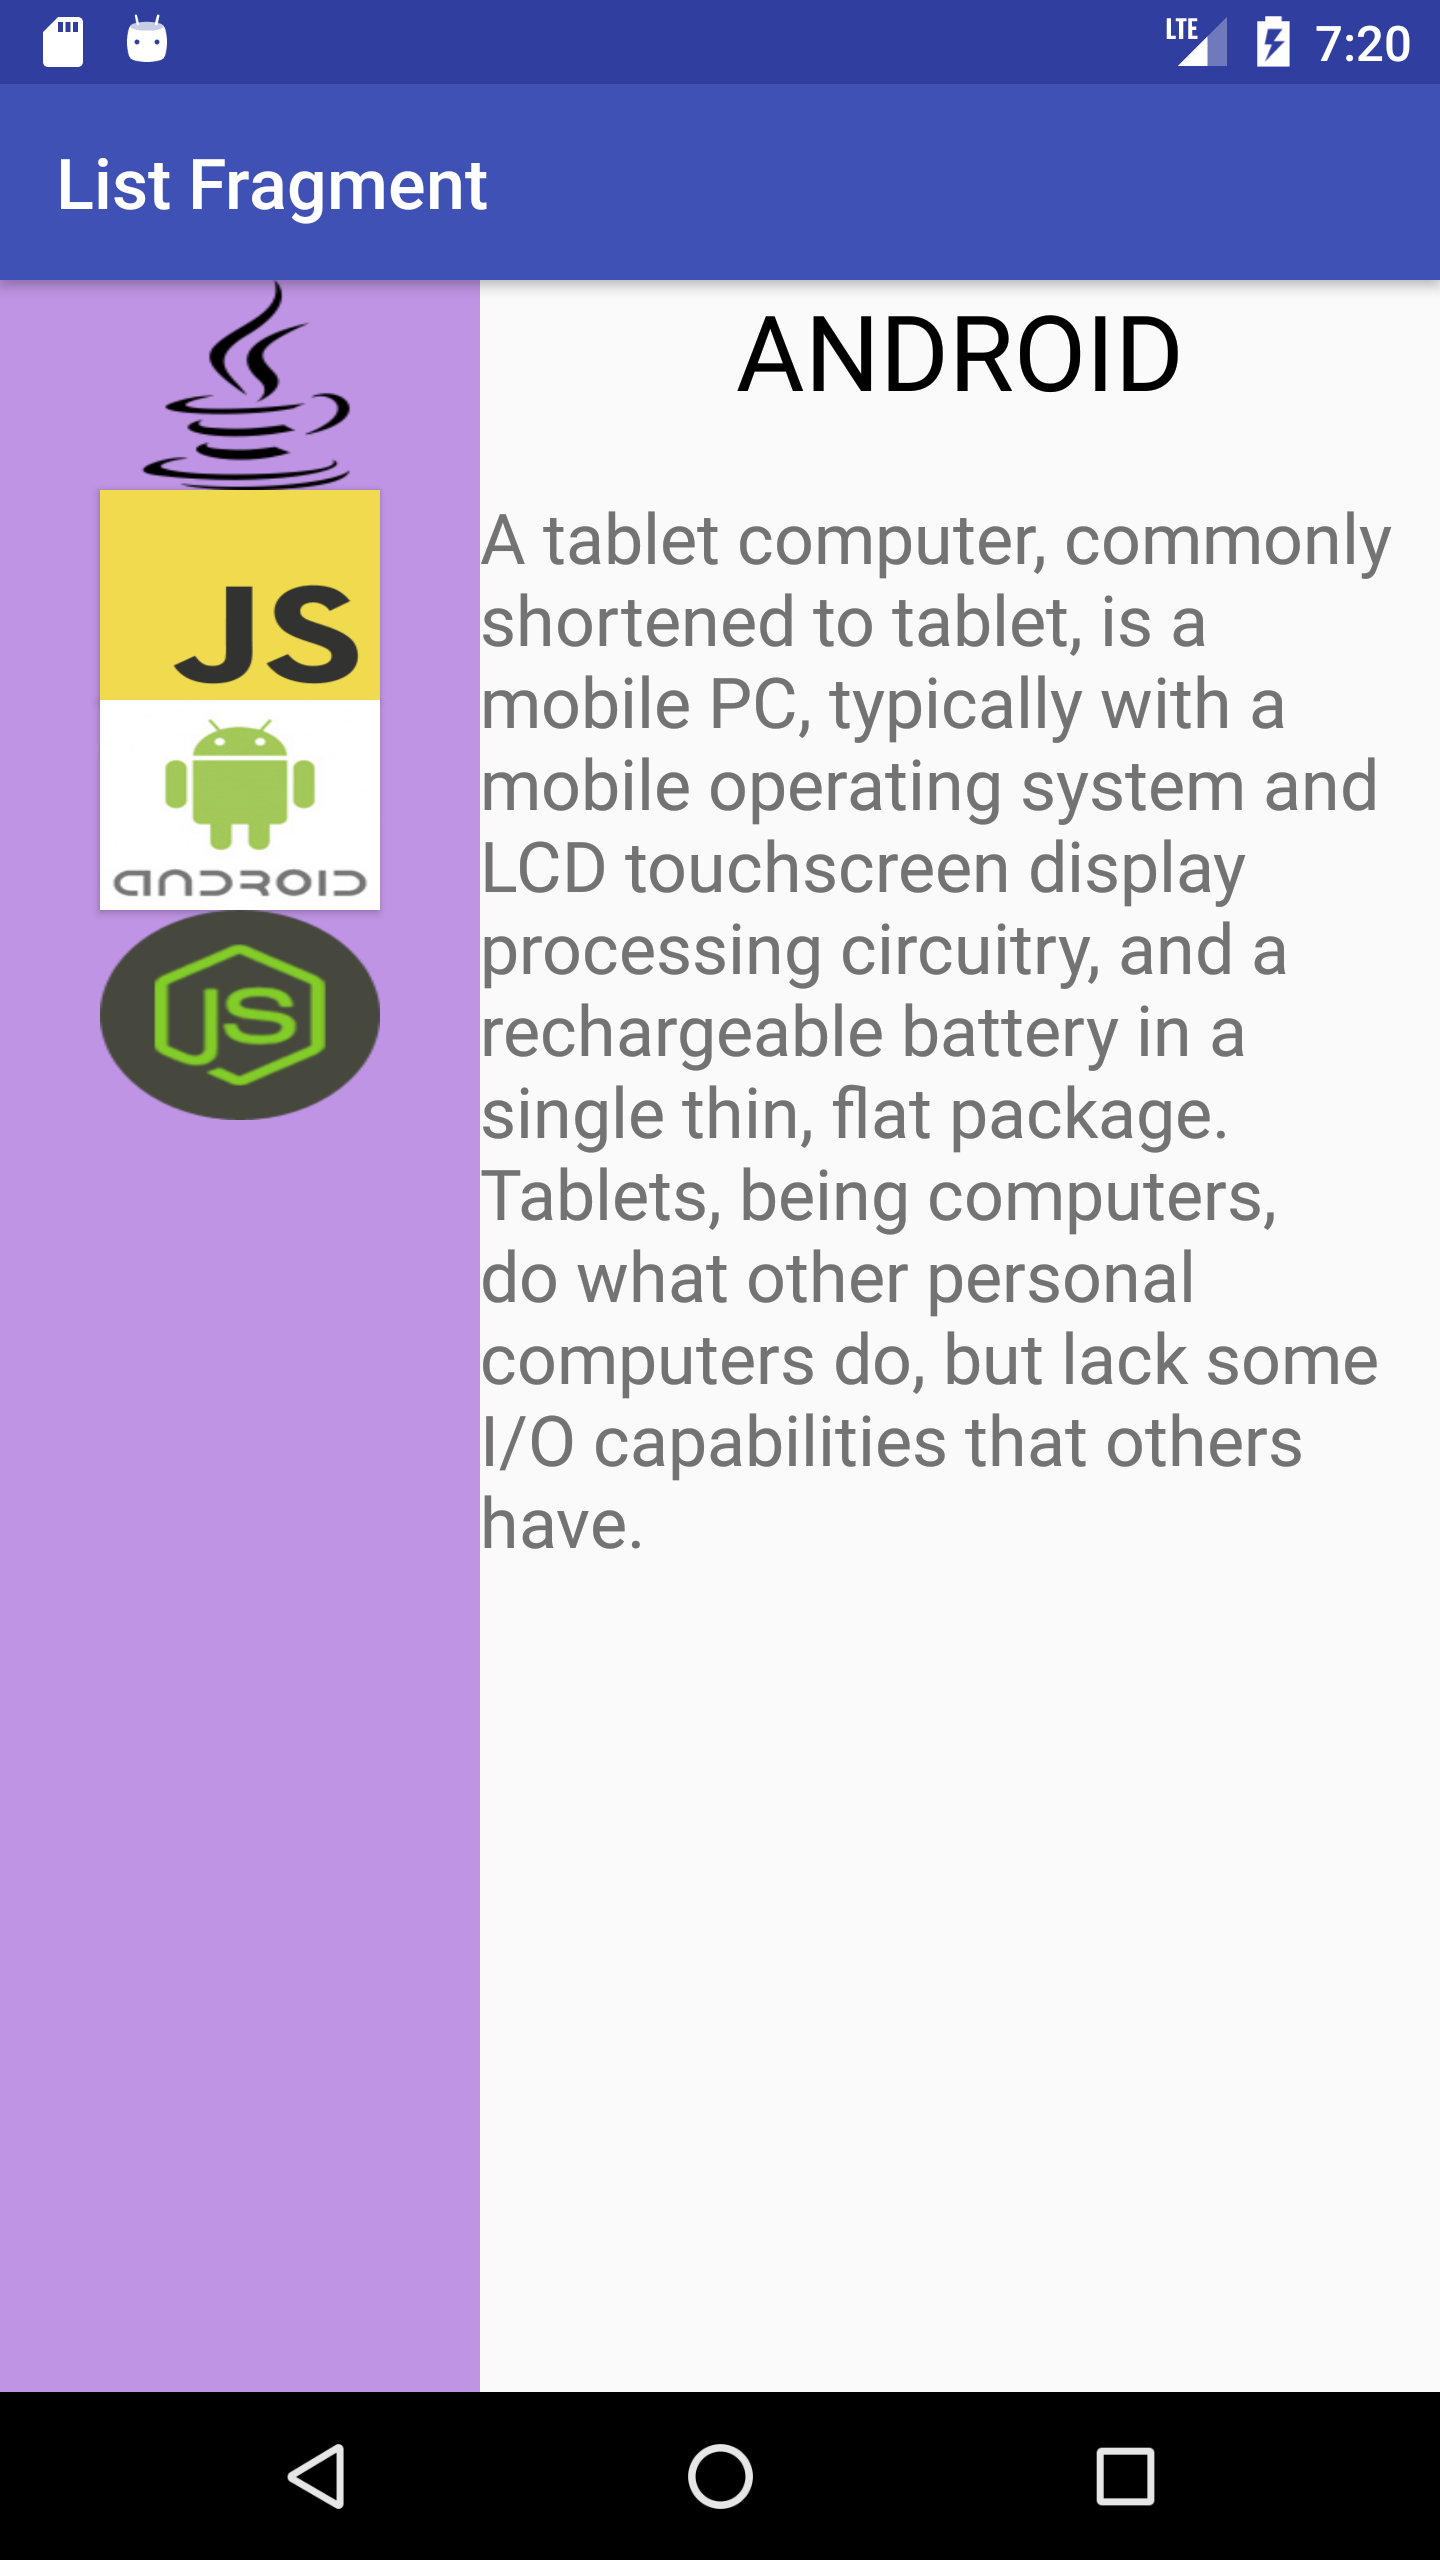 LTE 7:20
List Fragment
JS
ANDROID
JS
ANDROID
A tablet computer, commonly
shortened to tablet, is a
mobile PC, typically with a
mobile operating system and
LCD touchscreen display
processing circuitry, and a
rechargeable battery in a
single thin, flat package.
Tablets, being computers,
do what other personal
computers do, but lack some
I/O capabilities that others
have.